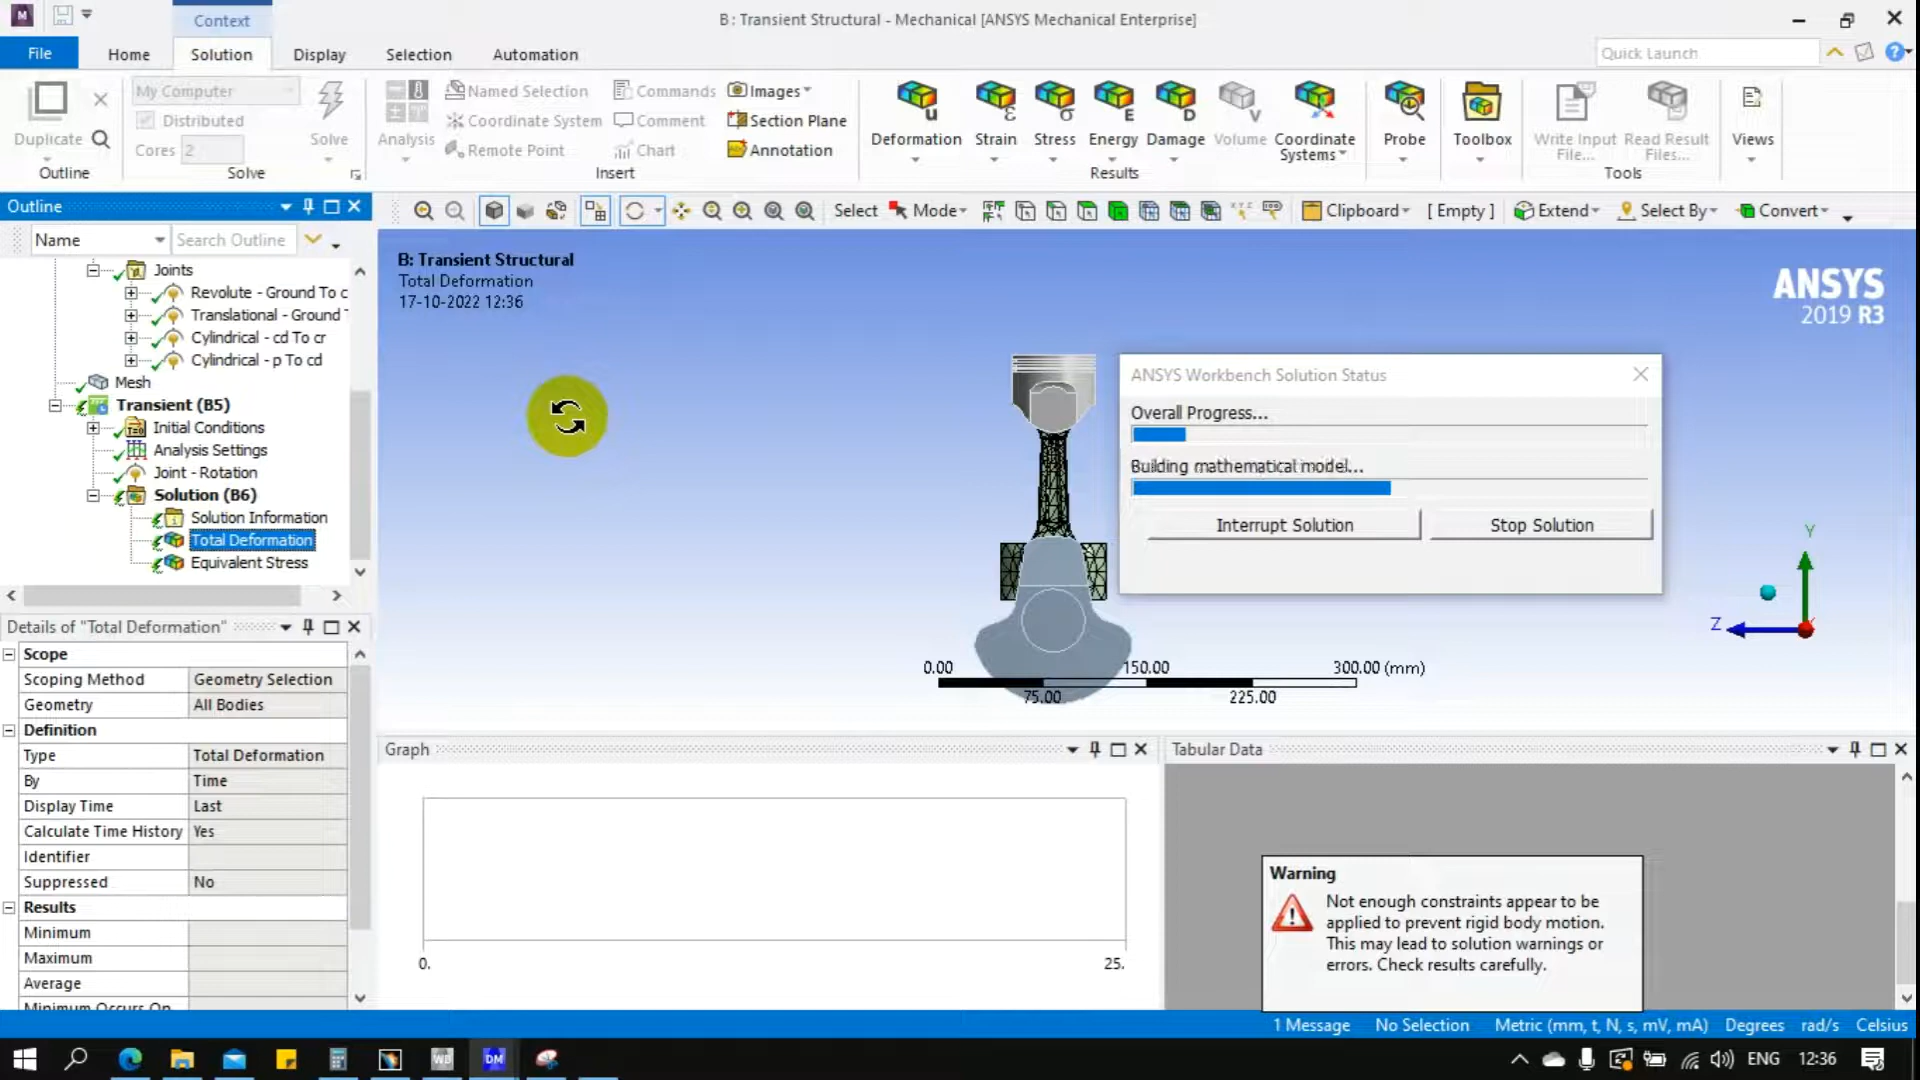 Context
B : Transient Structural - Mechanical [ANSYS Mechanical Enterprise]
File
Home
Solution
Display
Selection
Automation
Quick Launch
Duplicate
Outline
My Computer
Distributed
Cores 2
Solve
Solve
Analysis
Named Selection
Coordinate System
Remote Point
Commands
Comment
Chart
Images
Section Plane
Annotation
Insert
Deformation
Strain
Stress
Energy
Damage
Volume
Coordinate
Systems
Results
Probe
Toolbox
Write Input
File...
Read Result
Files...
Tools
Views
Outline
Select
Mode
Clipboard
[ Empty ]
Extend
Select By
Convert
Name
Search Outline
Joints
Revolute - Ground To c
Translational - Ground
Cylindrical - cd To cr
Cylindrical - p To cd
Mesh
Transient (B5)
Initial Conditions
Analysis Settings
Joint - Rotation
Solution (B6)
Solution Information
Total Deformation
Equivalent Stress
B: Transient Structural
Total Deformation
17-10-2022 12:36
ANSYS
2019 R3
ANSYS Workbench Solution Status
Overall Progress...
Building mathematical model...
Interrupt Solution
Stop Solution
Y
Z
0.00
150.00
300.00 (mm)
75.00
225.00
Details of "Total Deformation"
Scope
Scoping Method Geometry Selection
Geometry All Bodies
Definition
Type Total Deformation
By Time
Display Time Last
Calculate Time History Yes
Identifier
Suppressed No
Results
Minimum
Maximum
Average
Minimum Occurs On
Graph
0.
25.
Tabular Data
Warning
Not enough constraints appear to be
applied to prevent rigid body motion.
This may lead to solution warnings or
errors. Check results carefully.
1 Message
No Selection
Metric (mm, t, N, s, mV, mA)
Degrees
rad/s
Celsius
WB
DM
ENG
12:36